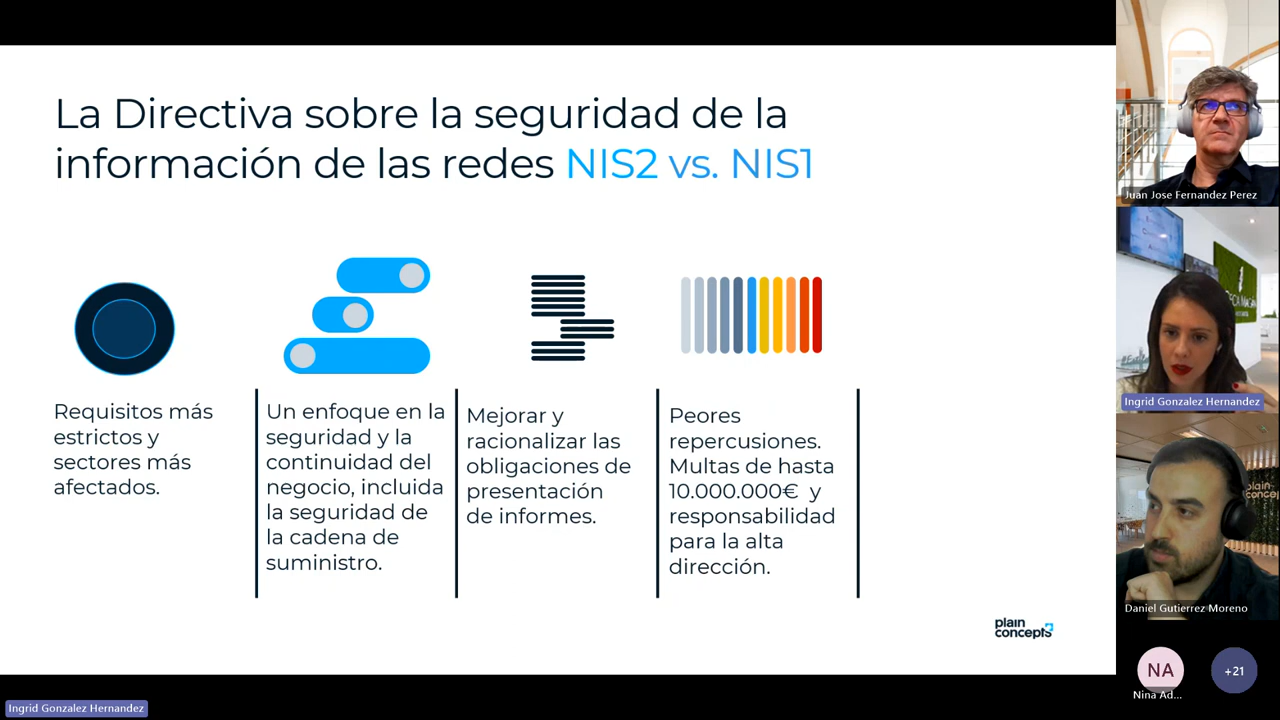 La Directiva sobre la seguridad de la
información de las redes NIS2 vs. NIS1
Requisitos más
estrictos y
sectores más
afectados.
Un enfoque en la
seguridad y la
continuidad del
negocio, incluida
la seguridad de
la cadena de
suministro.
Mejorar y
racionalizar las
obligaciones de
presentación
de informes.
Peores
repercusiones.
Multas de hasta
10.000.000€ y
responsabilidad
para la alta
dirección.
plain
concepts
Ingrid Gonzalez Hernandez
Juan Jose Fernandez Perez
Ingrid Gonzalez Hernandez
plain
Daniel Gutierrez Moreno
NA
Nina Ad...
+21